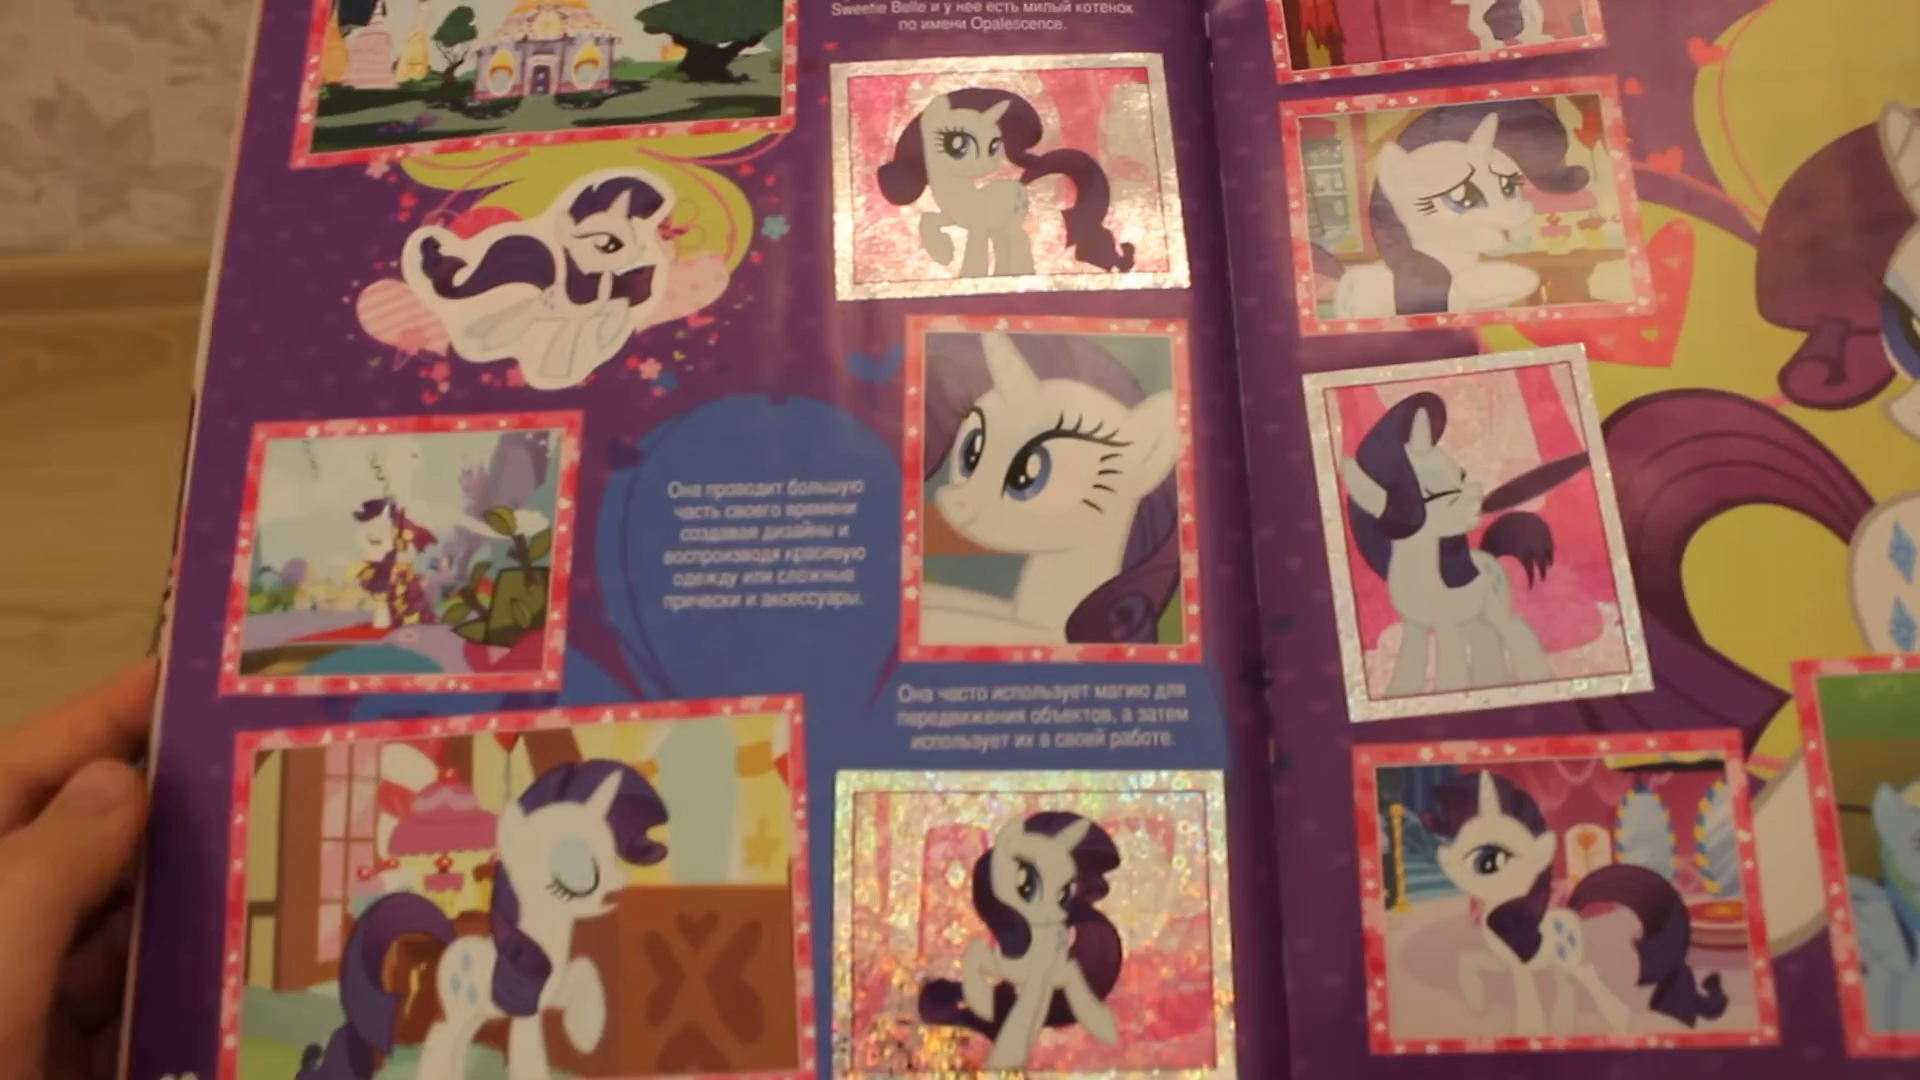 Sweetie Belle и у нее есть милый котенок
по имени Opalescence.
Она проводит большую
часть своего времени
создавая дизайны и
воспроизводя красивую
одежду или сложные
прически и аксессуары.
Она часто использует магию для
передвижения объектов, а затем
использует их в своей работе.